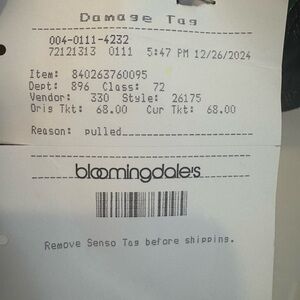 Damage Tag
004-0111-4232
72121313 0111 5:47 PM 12/26/2024
Item: 840263760095
Dept: 896 Class: 72
Vendor: 330 Style: 26175
Orig Tkt: 68.00 Cur Tkt: 68.00
Reason: pulled
bloomingdale's
Remove Senso Tag before shipping.